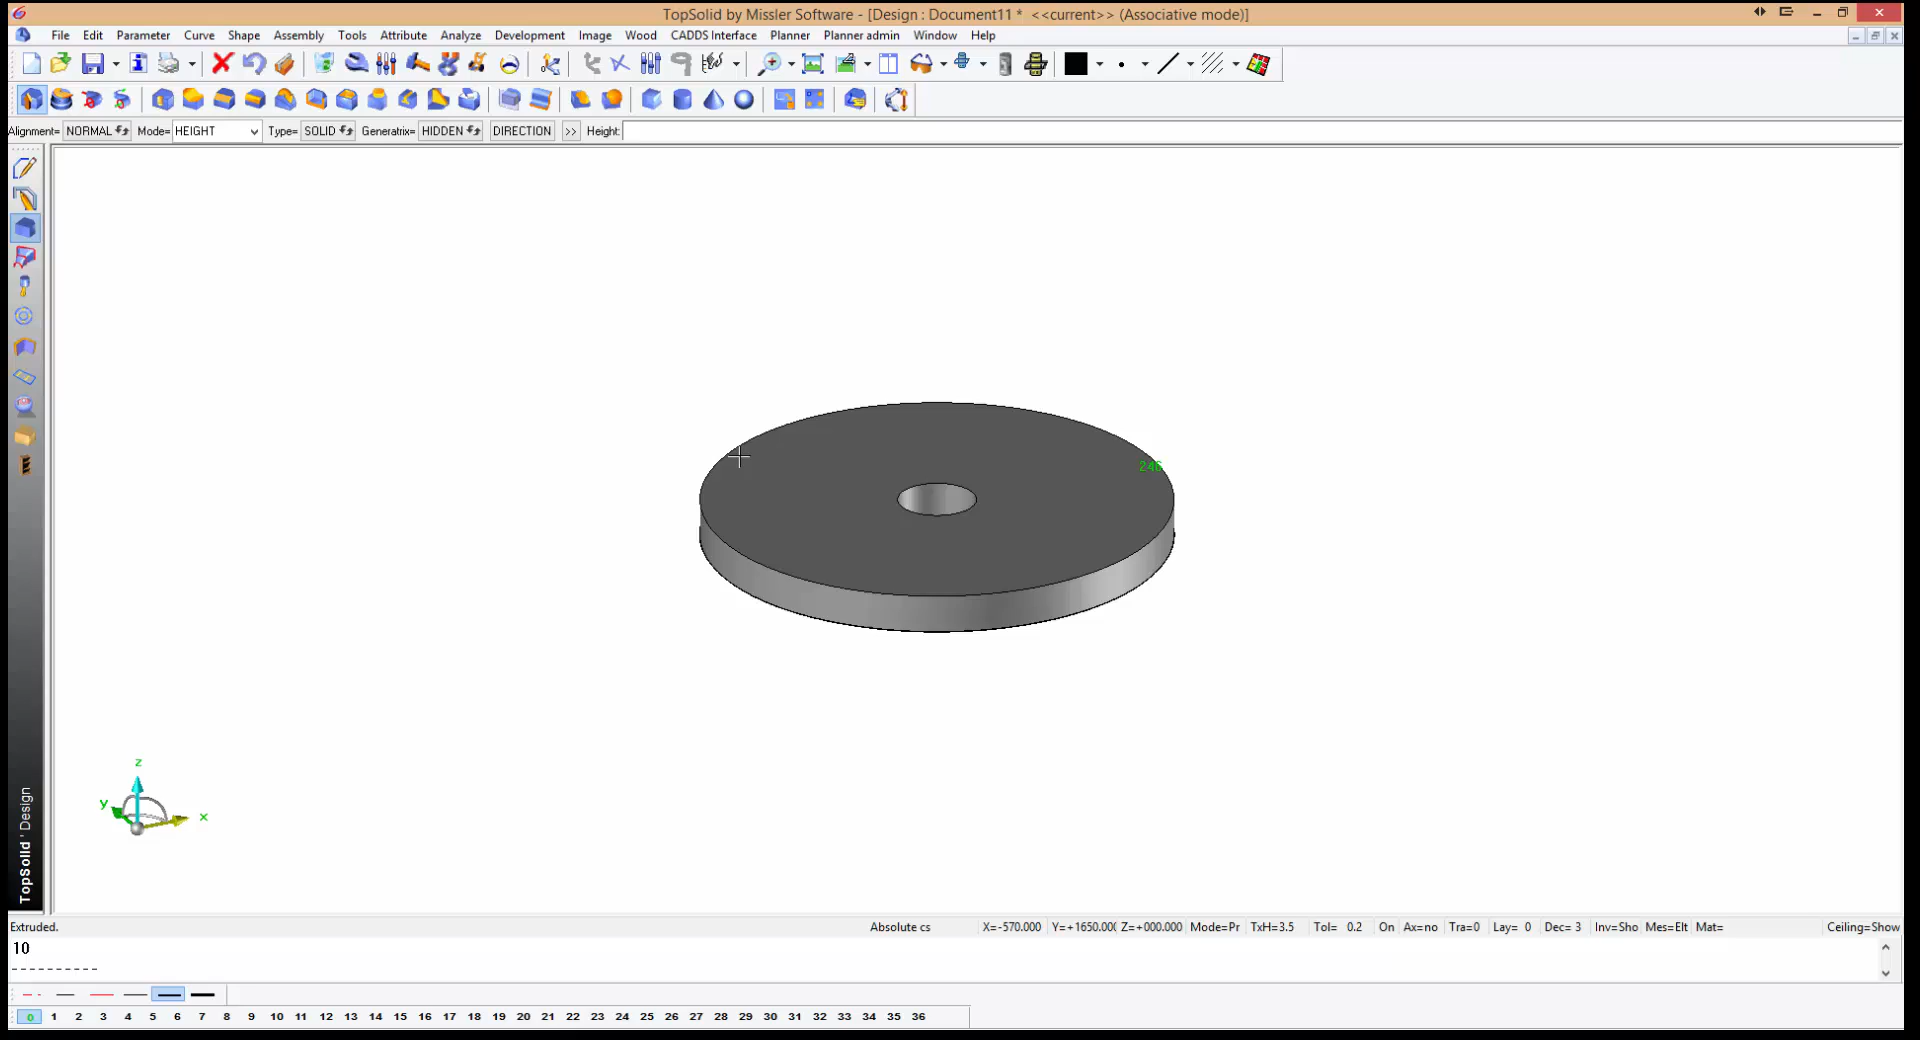 TopSolid by Missler Software - [Design : Document11 * <<current>> (Associative mode)]
File Edit Parameter Curve Shape Assembly Tools Attribute Analyze Development Image Wood CADDS Interface Planner Planner admin Window Help
Alignment= NORMAL Mode= HEIGHT Type= SOLID Generatrix= HIDDEN DIRECTION >> Height:
246
z
y
x
TopSolid ' Design
Extruded. Absolute cs X=-570.000 Y=+1650.00( Z=+000.000 Mode=Pr TxH=3.5 Tol= 0.2 On Ax=no Tra=0 Lay= 0 Dec= 3 Inv=Sho Mes=Elt Mat= Ceiling=Show
10
0 1 2 3 4 5 6 7 8 9 10 11 12 13 14 15 16 17 18 19 20 21 22 23 24 25 26 27 28 29 30 31 32 33 34 35 36